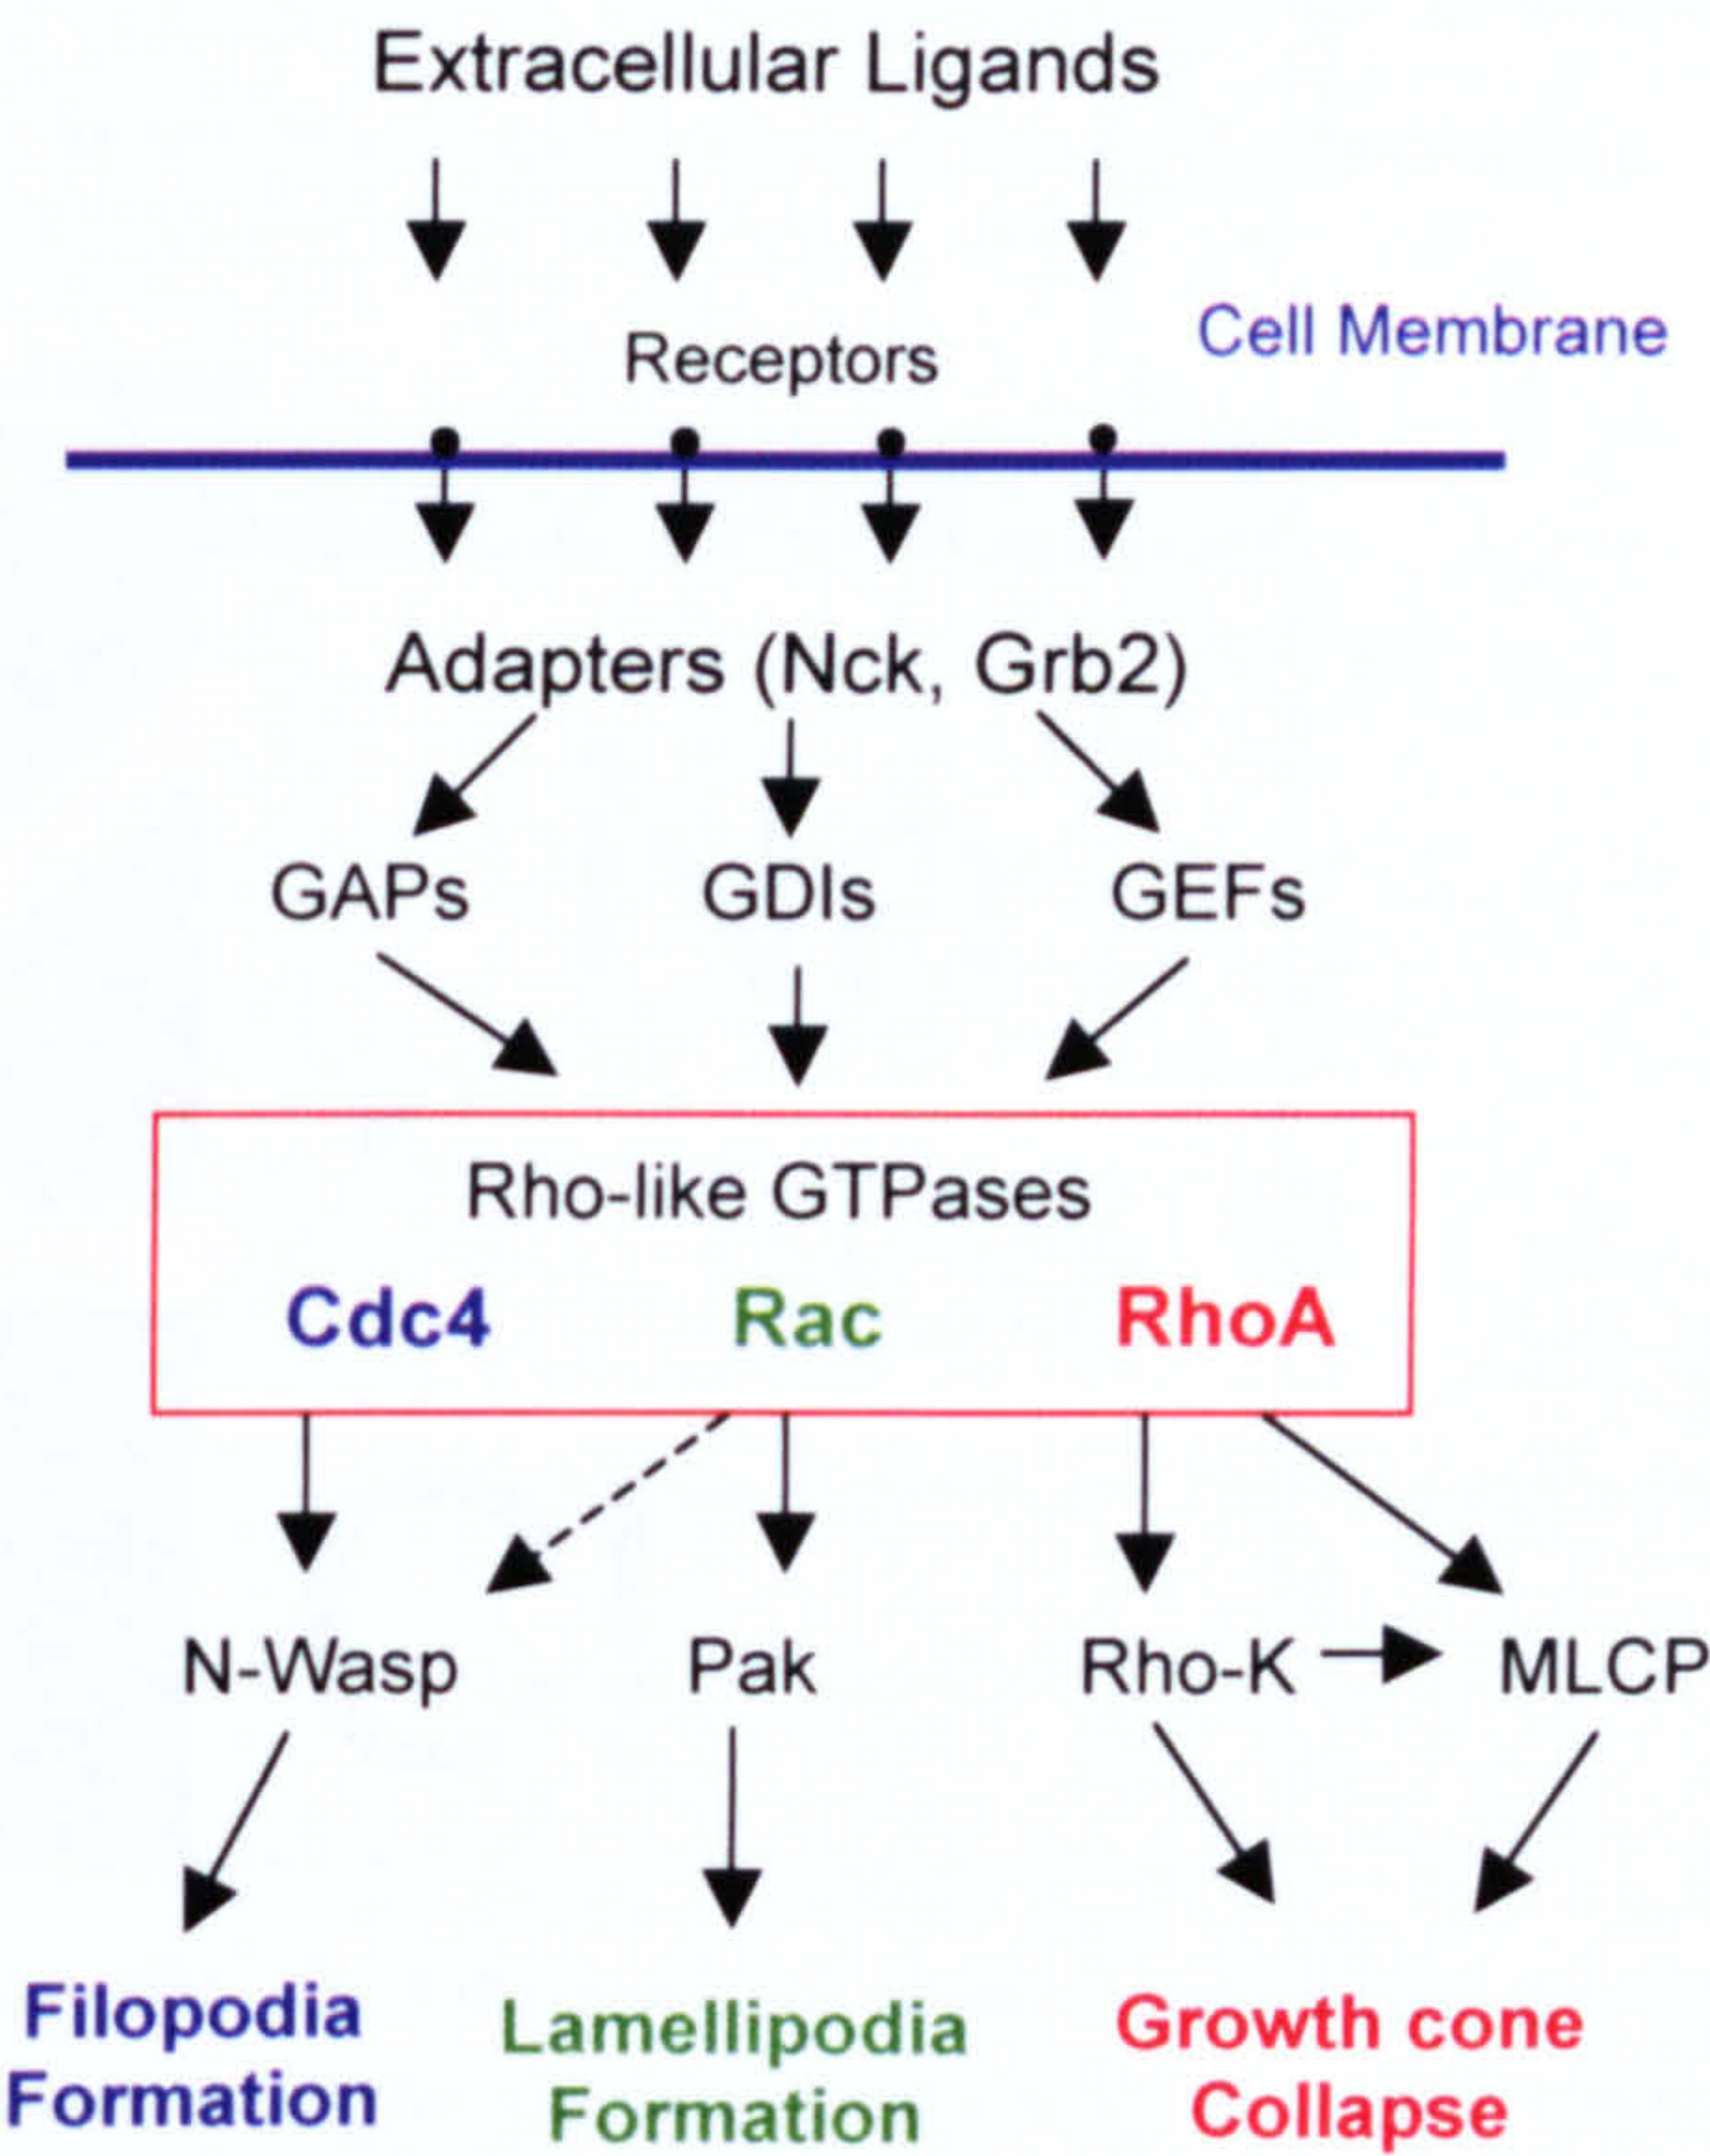 Extracellular Ligands
Receptors
Cell Membrane
Adapters (Nck, Grb2)
GAPs GDIs GEFs
Rho-like GTPases
Cdc4 Rac RhoA
N-Wasp Pak Rho-K MLCP
Filopodia
Formation
Lamellipodia
Formation
Growth cone
Collapse